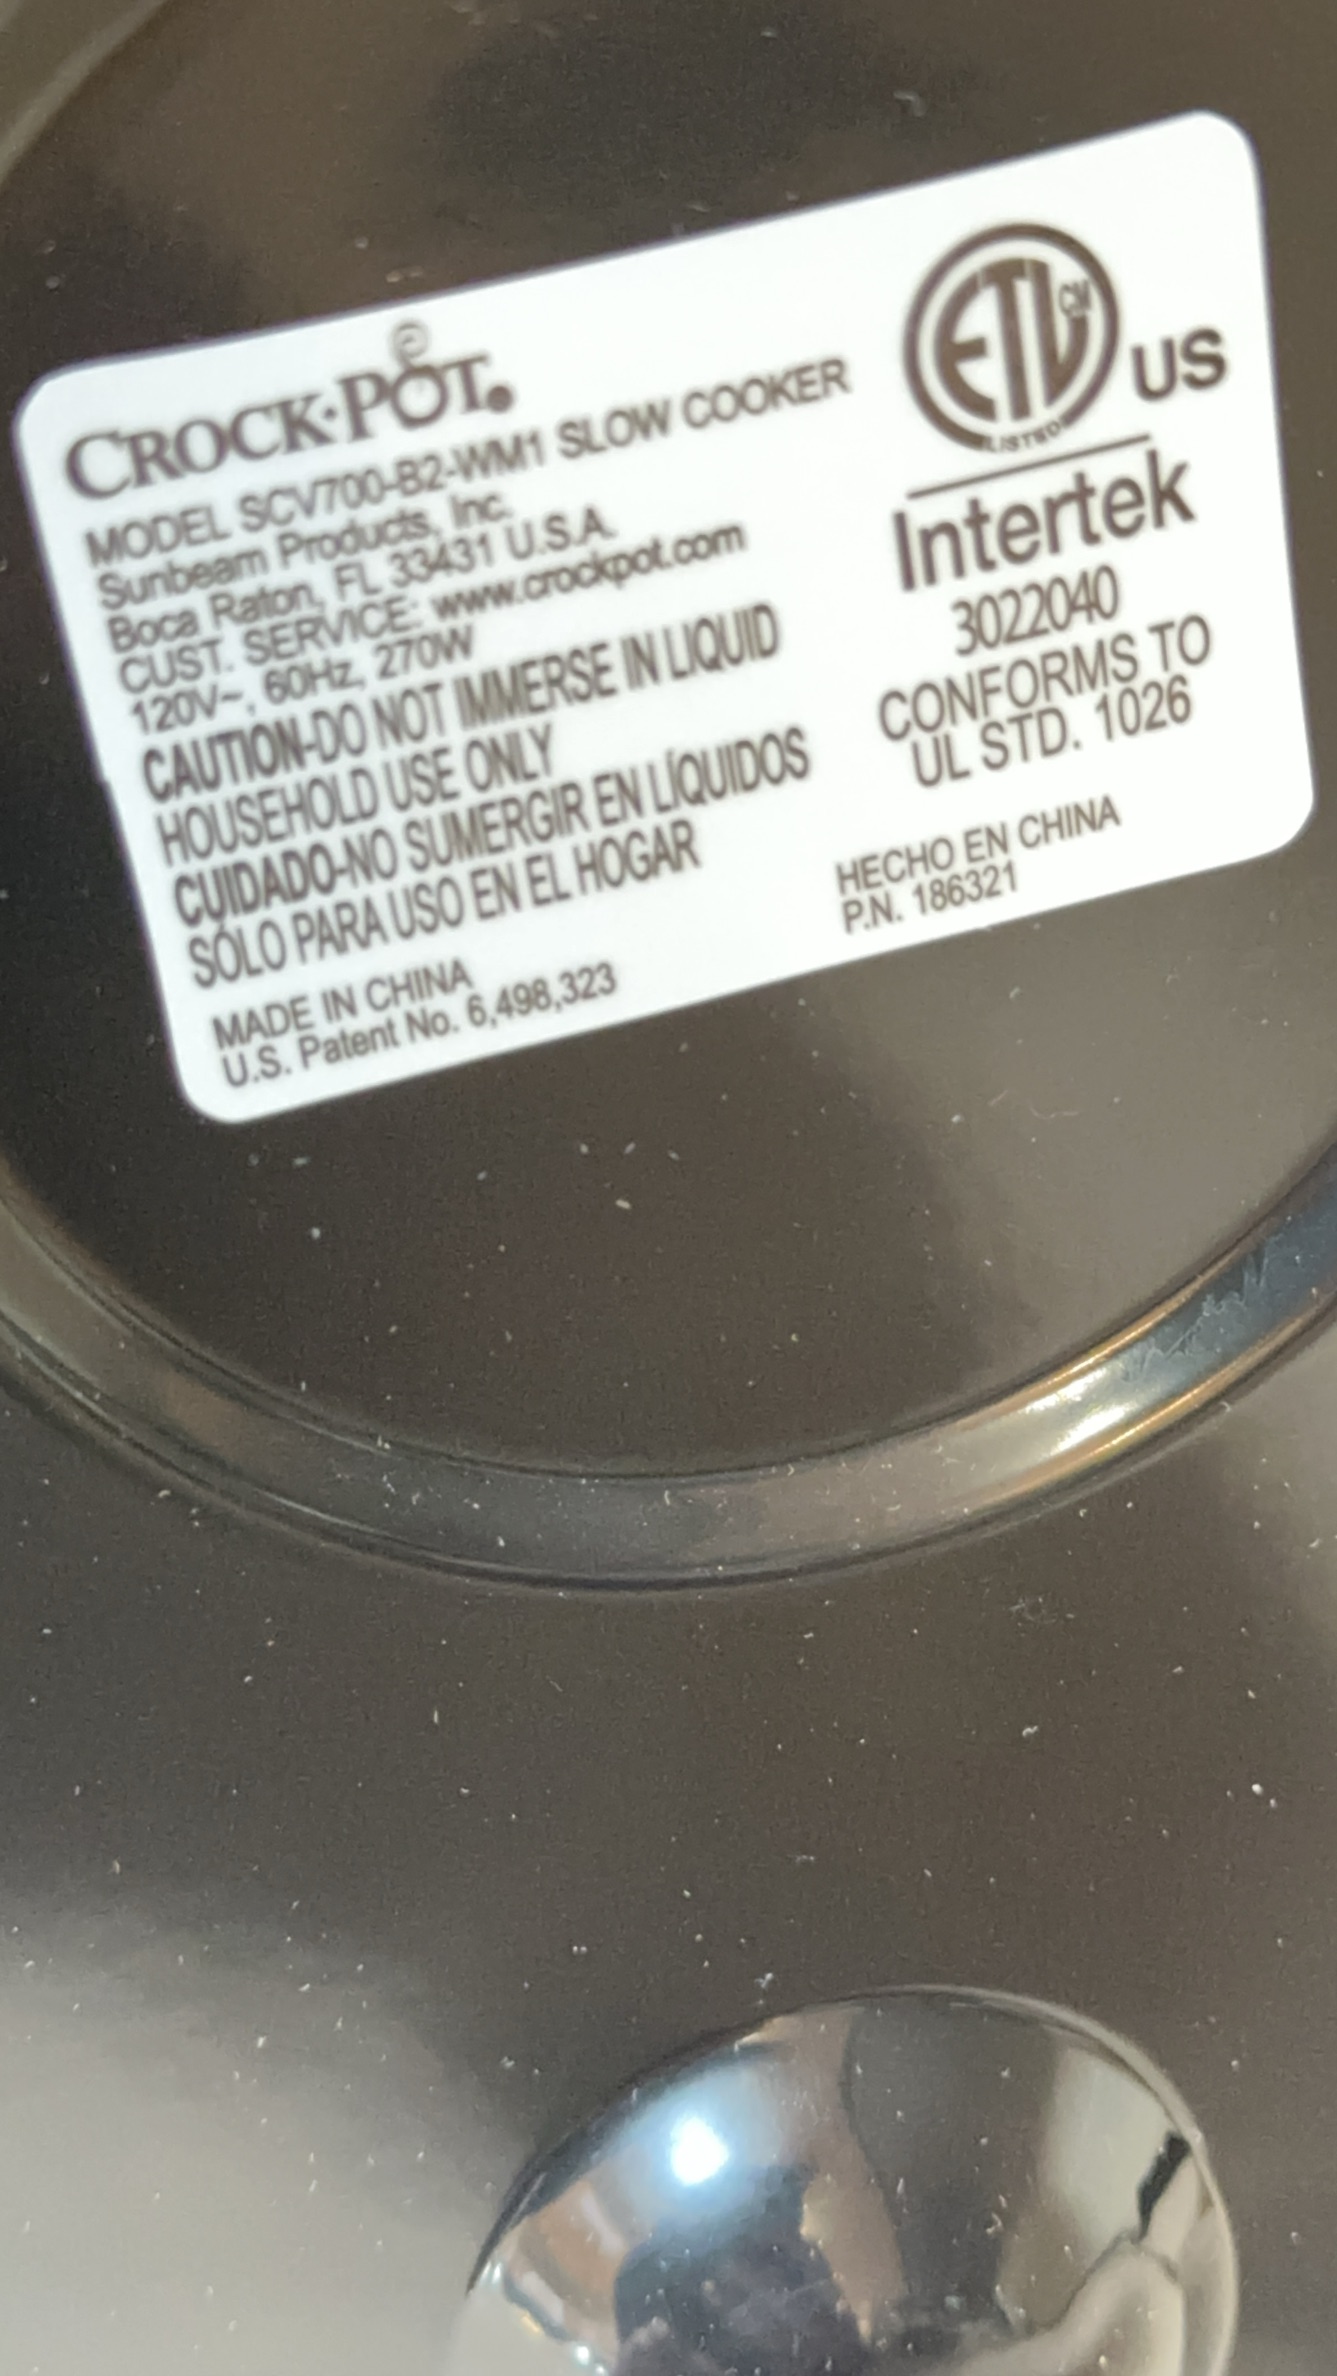 CROCK·POT®
MODEL SCV700-B2-WM1 SLOW COOKER
Sunbeam Products, Inc.
Boca Raton, FL 33431 U.S.A.
CUST. SERVICE: www.crockpot.com
120V~, 60Hz, 270W
CAUTION-DO NOT IMMERSE IN LIQUID
HOUSEHOLD USE ONLY
CUIDADO-NO SUMERGIR EN LÍQUIDOS
SÓLO PARA USO EN EL HOGAR
MADE IN CHINA
U.S. Patent No. 6,498,323
ETL CM
LISTED
US
Intertek
3022040
CONFORMS TO
UL STD. 1026
HECHO EN CHINA
P.N. 186321